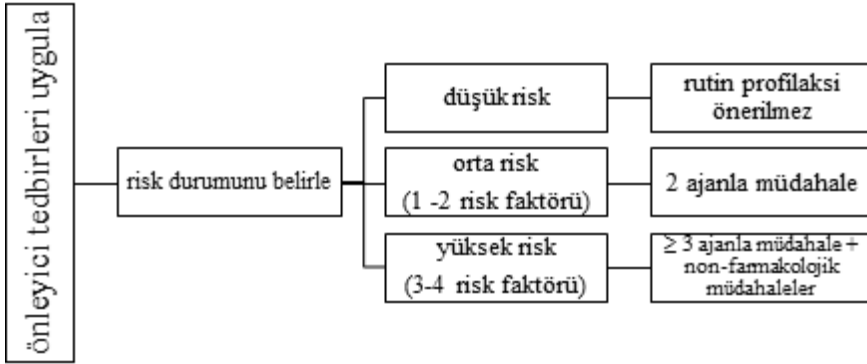 önleyici tedbirleri uygula
risk durumunu belirle
düşük risk
rutin profilaksi
önerilmez
orta risk
(1 -2 risk faktörü)
2 ajanla müdahale
yüksek risk
(3-4 risk faktörü)
≥ 3 ajanla müdahale +
non-farmakolojik
müdahaleler